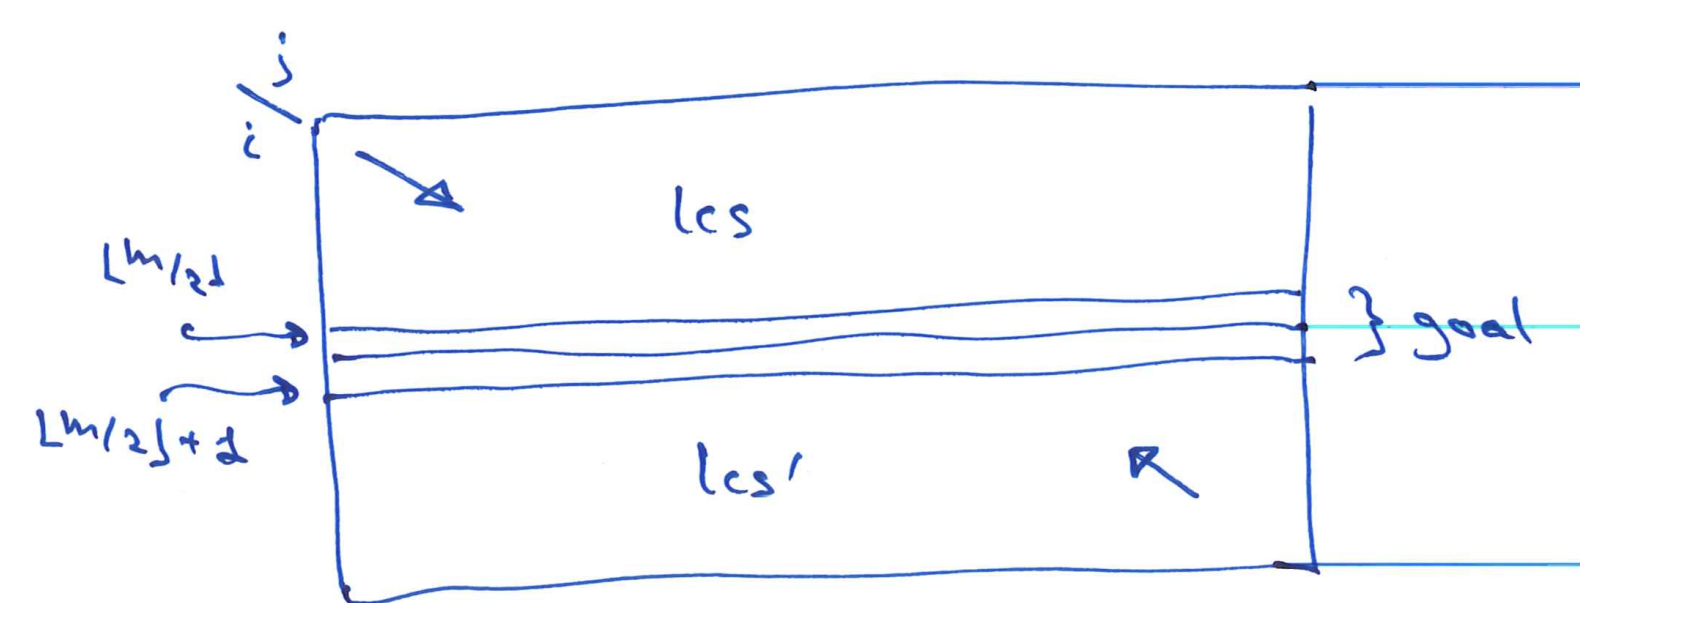 j
i
lcs
⌊m/2⌋
} goal
⌊m/2⌋+1
lcs'